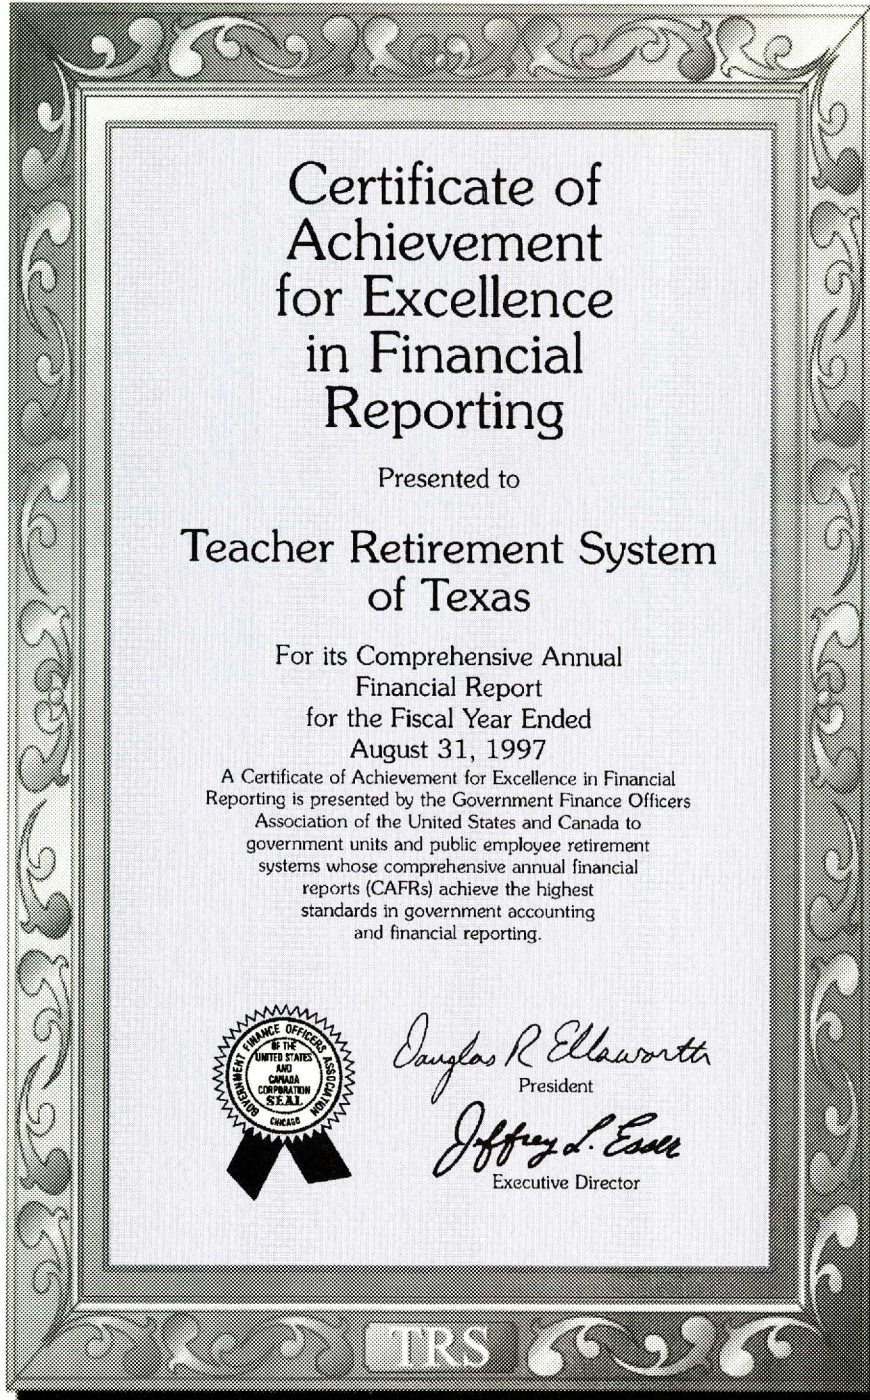 Certificate of
Achievement
for Excellence
in Financial
Reporting
Presented to
Teacher Retirement System
of Texas
For its Comprehensive Annual
Financial Report
for the Fiscal Year Ended
August 31, 1997
A Certificate of Achievement for Excellence in Financial
Reporting is presented by the Government Finance Officers
Association of the United States and Canada to
government units and public employee retirement
systems whose comprehensive annual financial
reports (CAFRs) achieve the highest
standards in government accounting
and financial reporting.
GOVERNMENT FINANCE OFFICERS ASSOCIATION
OF THE
UNITED STATES
AND
CANADA
CORPORATION
SEAL
CHICAGO
Douglas R Ellsworth
President
Jeffrey L. Esser
Executive Director
TRS